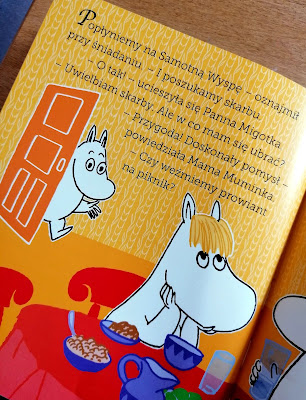 Popłyniemy na Samotną Wyspę – oznajmił
przy śniadaniu. – I poszukamy skarbu.
– O tak! – ucieszyła się Panna Migotka.
– Uwielbiam skarby. Ale w co mam się ubrać?
– Przygoda! Doskonały pomysł –
powiedziała Mama Muminka.
– Czy weźmiemy prowiant
na piknik?